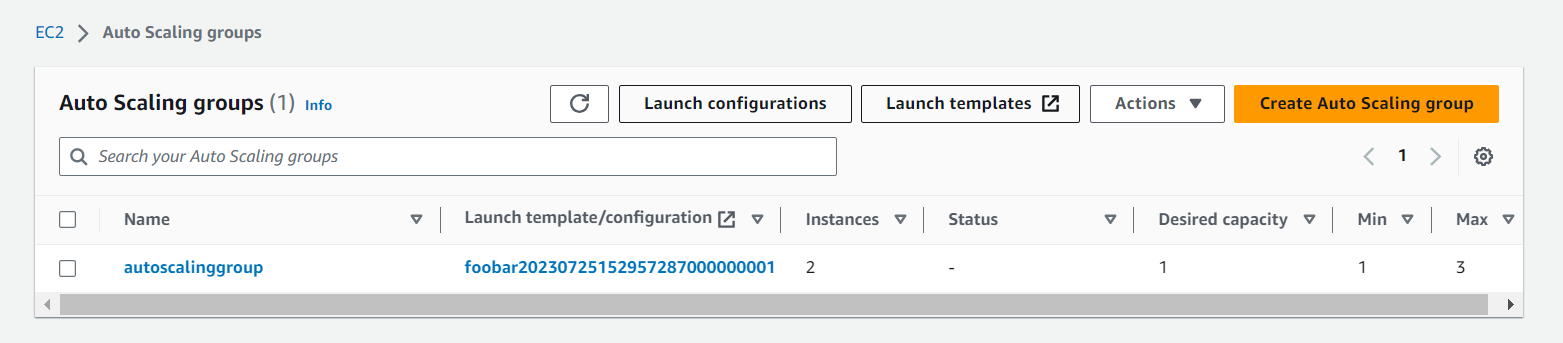 EC2 > Auto Scaling groups
Auto Scaling groups (1) Info
Launch configurations
Launch templates
Actions
Create Auto Scaling group
Search your Auto Scaling groups
1
Name Launch template/configuration Instances Status Desired capacity Min Max
autoscalinggroup foobar20230725152957287000000001 2 - 1 1 3